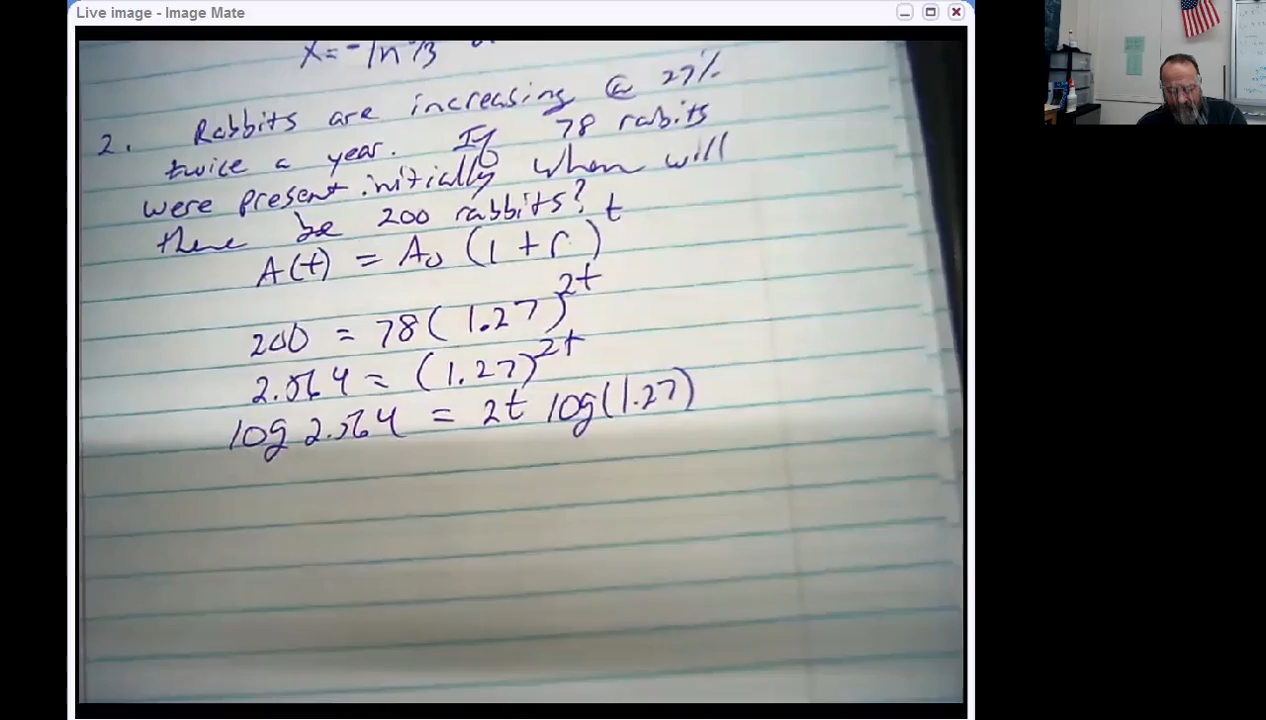 Live image - Image Mate
2. Rabbits are increasing @ 27%
twice a year. If 78 rabits
were present initially when will
there be 200 rabbits?
A(t) = A₀ (1 + r)^t
200 = 78(1.27)^2t
2.564 = (1.27)^2t
log 2.564 = 2t log(1.27)